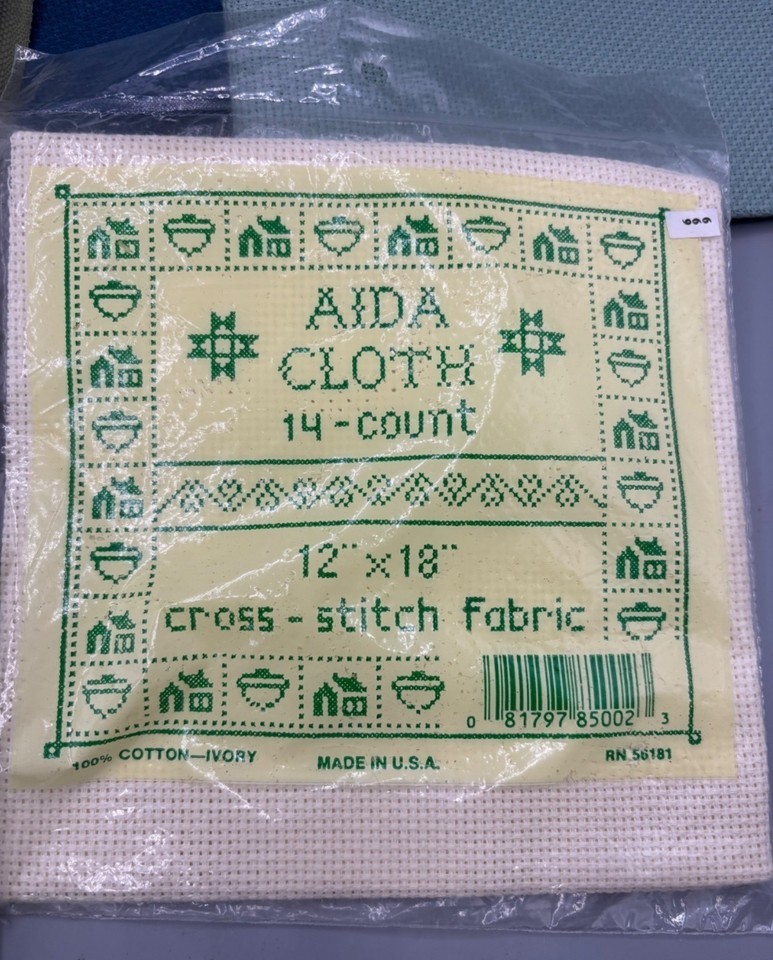 666
AIDA
CLOTH
14-count
12"x18"
cross-stitch fabric
0 81797 85002 3
100% COTTON—IVORY MADE IN U.S.A. RN 56181